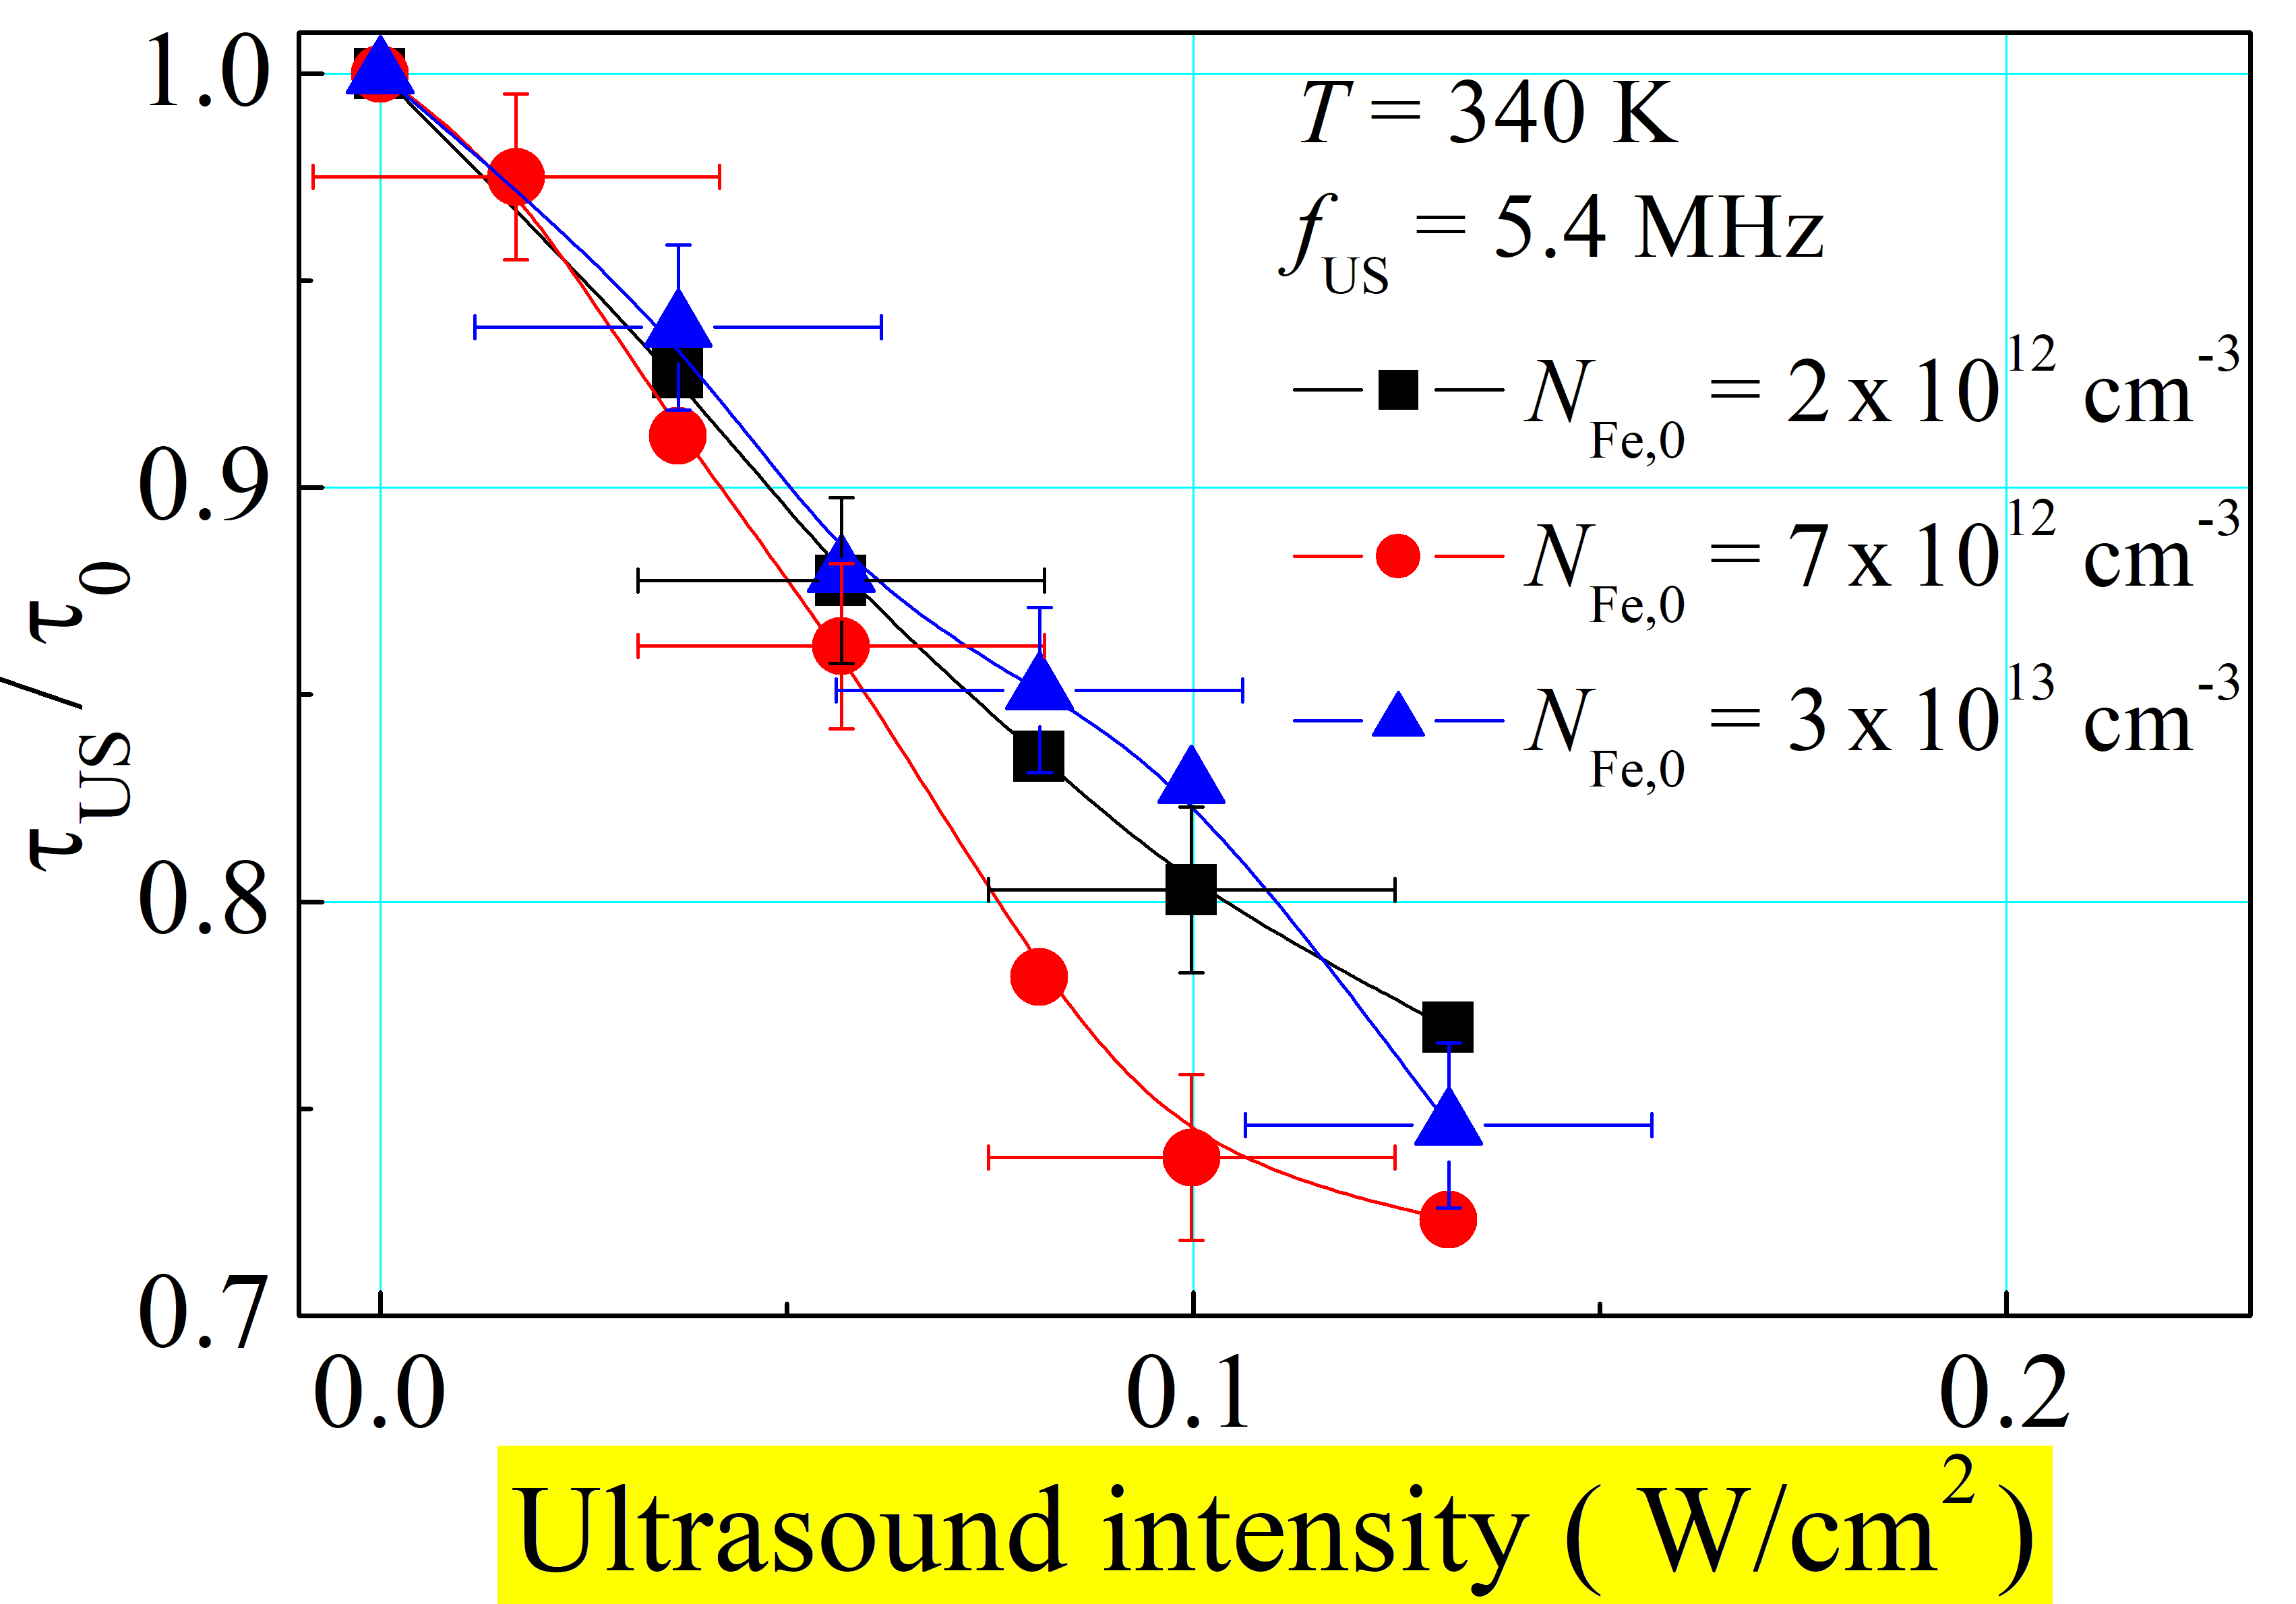 1.0
0.9
0.8
0.7
τUS / τ0
T = 340 K
fUS = 5.4 MHz
NFe,0 = 2 x 10^12 cm^-3
NFe,0 = 7 x 10^12 cm^-3
NFe,0 = 3 x 10^13 cm^-3
0.0 0.1 0.2
Ultrasound intensity ( W/cm^2 )